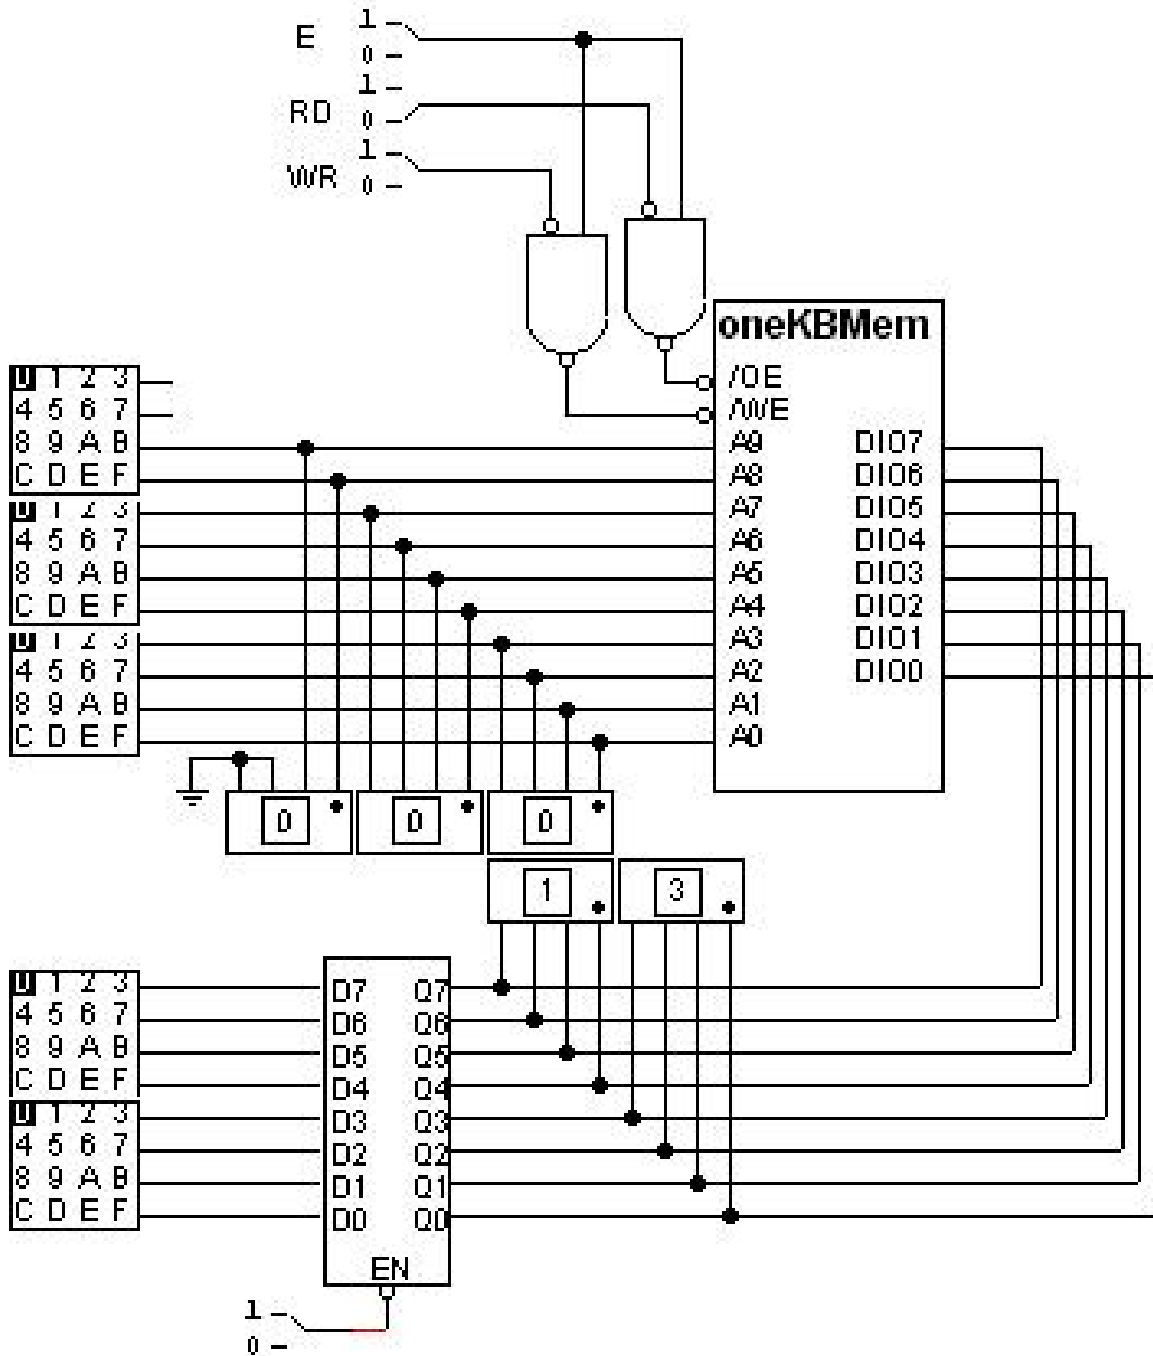 E 1
0
RD 1
0
WR 1
0
oneKBMem
/OE
/WE
0 1 2 3
4 5 6 7
8 9 A B
C D E F
0 1 2 3
4 5 6 7
8 9 A B
C D E F
0 1 2 3
4 5 6 7
8 9 A B
C D E F
A9 DIO7
A8 DIO6
A7 DIO5
A6 DIO4
A5 DIO3
A4 DIO2
A3 DIO1
A2 DIO0
A1
A0
0 0 0
1 3
0 1 2 3
4 5 6 7
8 9 A B
C D E F
0 1 2 3
4 5 6 7
8 9 A B
C D E F
D7 Q7
D6 Q6
D5 Q5
D4 Q4
D3 Q3
D2 Q2
D1 Q1
D0 Q0
EN
1
0